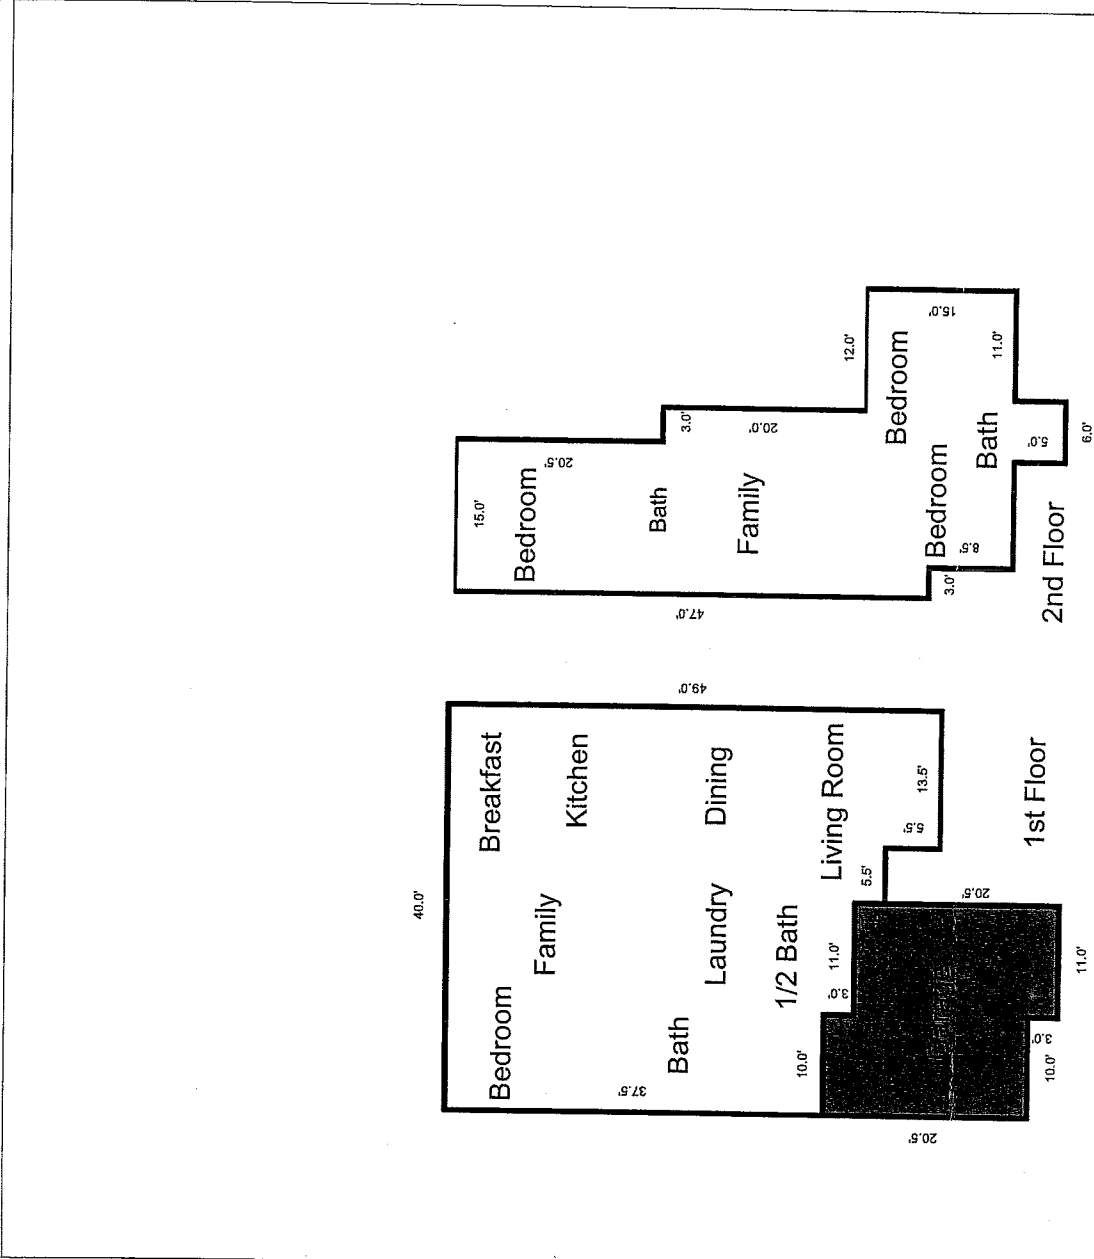 15.0'
20.5'
Bedroom
3.0'
Bath
20.0'
Family
47.0'
12.0'
15.0'
Bedroom
Bedroom
11.0'
Bath
8.5'
3.0'
5.0'
6.0'
2nd Floor
40.0'
49.0'
Breakfast
Kitchen
Family
Bedroom
37.5'
Dining
Laundry
Bath
Living Room
1/2 Bath
13.5'
5.5'
5.5'
11.0'
3.0'
10.0'
20.5'
20.5'
3.0'
10.0'
11.0'
1st Floor